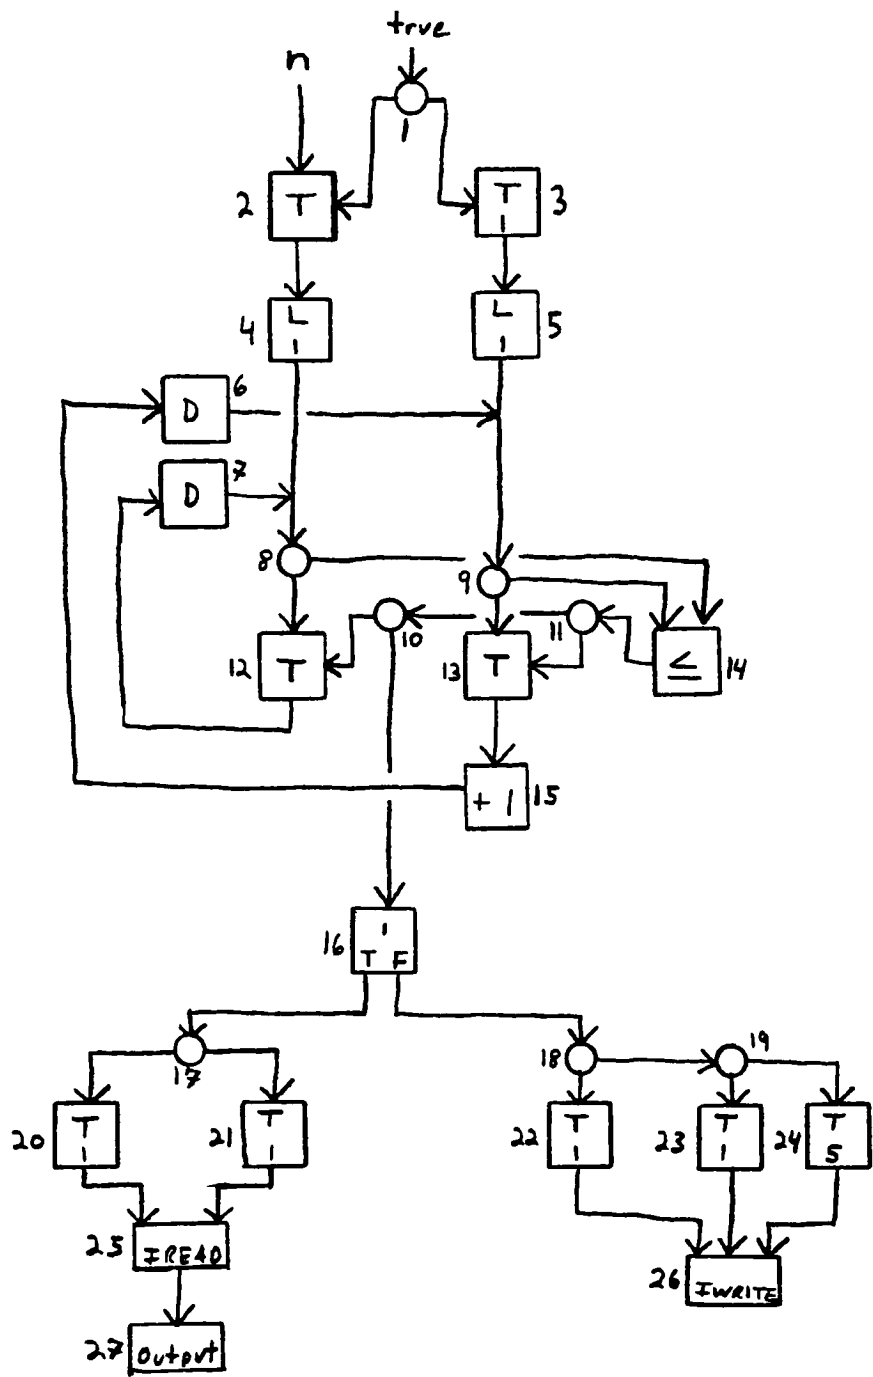 true
n
1
2 T
T 1 3
4 L 1
L 1 5
D 6
D 7
8
9
10
11
12 T
13 T
≤ 14
+ 1 15
16 1
T F
17
18
19
20 T 1
21 T 1
22 T 1
23 T 1
24 T 5
25 IREAD
26 IWRITE
27 Output